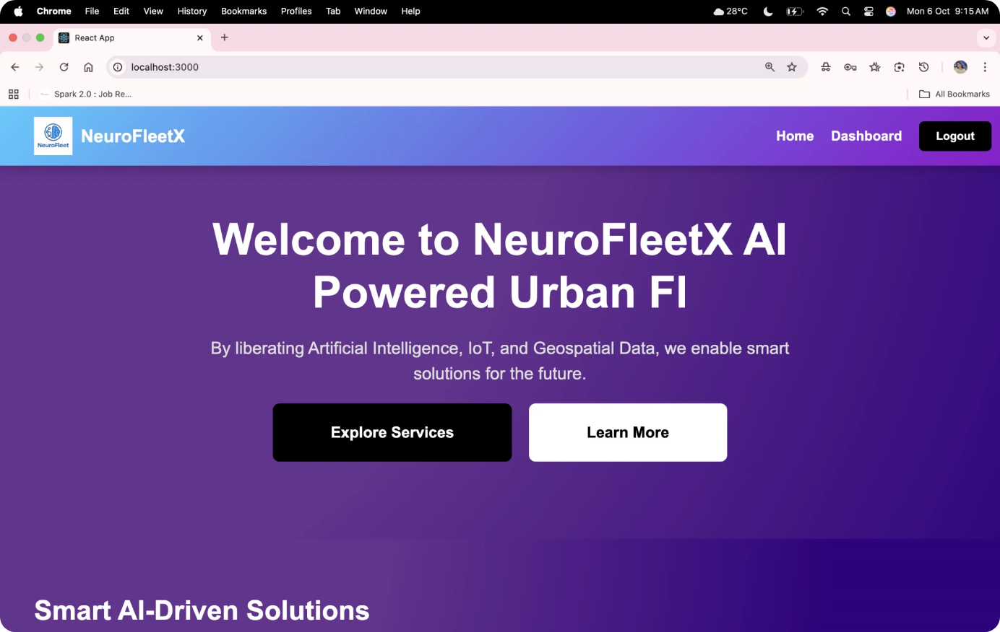 Chrome File Edit View History Bookmarks Profiles Tab Window Help 28°C Mon 6 Oct 9:15 AM
React App
localhost:3000
Spark 2.0 : Job Re... All Bookmarks
NeuroFleet NeuroFleetX Home Dashboard Logout
Welcome to NeuroFleetX AI
Powered Urban Fl
By liberating Artificial Intelligence, IoT, and Geospatial Data, we enable smart
solutions for the future.
Explore Services Learn More
Smart AI-Driven Solutions